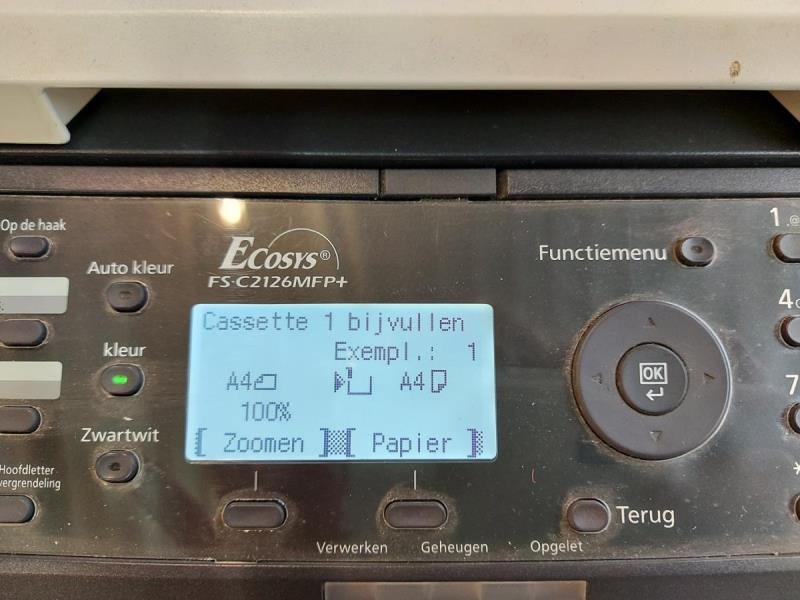 Op de haak
Auto kleur
kleur
Zwartwit
Hoofdletter
vergrendeling
ECOSYS®
FS-C2126MFP+
Cassette 1 bijvullen
Exempl.: 1
A4 1 A4
100%
[ Zoomen ] [ Papier ]
Functiemenu
OK
Terug
Verwerken Geheugen Opgelet
1 @
4
7
*